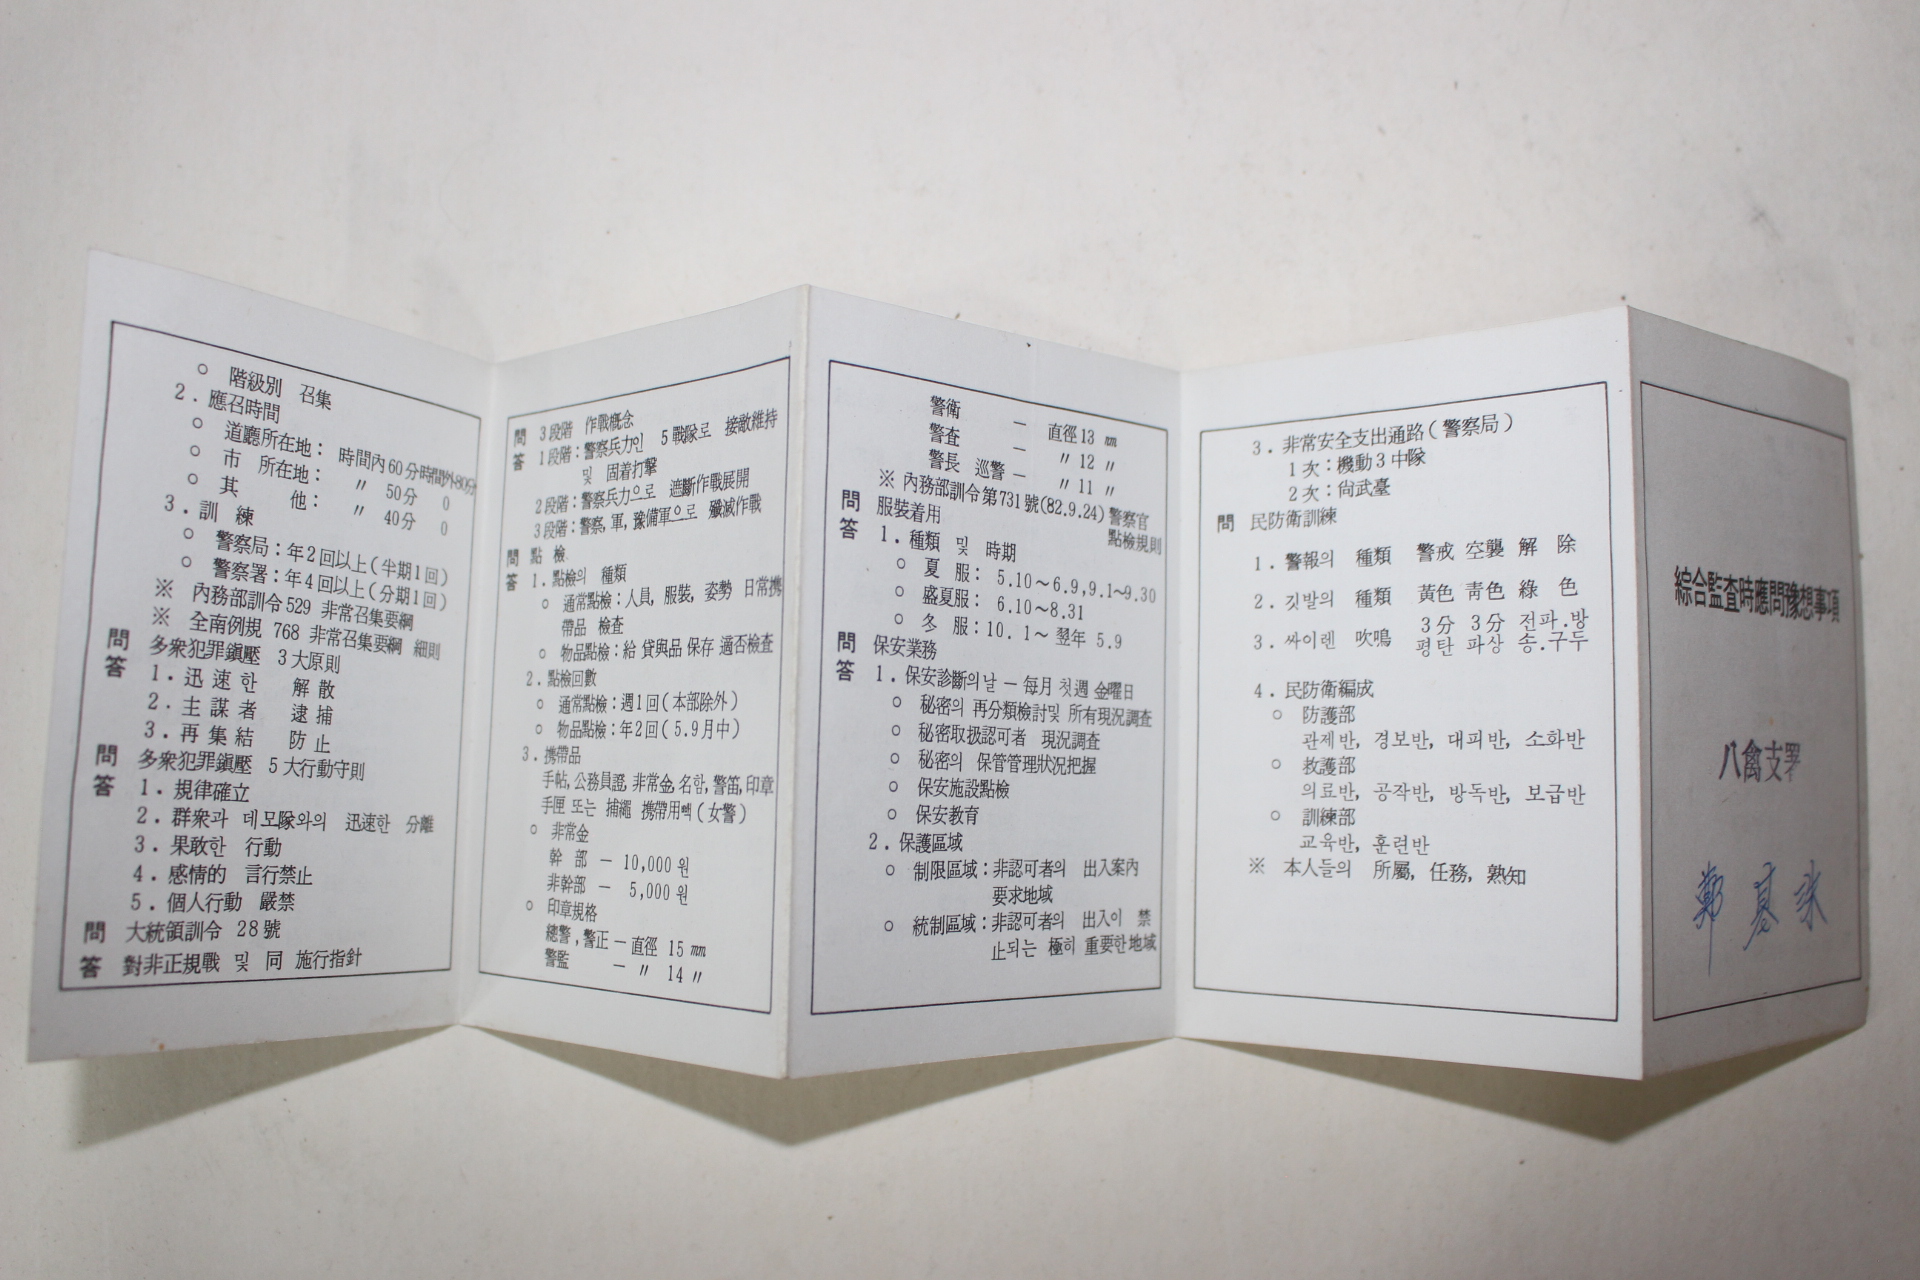 ○ 階級別 召集
2. 應召時間
○ 道廳所在地: 時間內60分 時間外80分
○ 市 所在地: 〃 50分 0
○ 其 他: 〃 40分 0
3. 訓 練
○ 警察局: 年2回以上(半期1回)
○ 警察署: 年4回以上(分期1回)
※ 內務部訓令529 非常召集要綱
※ 全南例規 768 非常召集要綱 細則
問 多衆犯罪鎭壓 3大原則
答 1. 迅速한 解散
2. 主謀者 逮捕
3. 再集結 防止
問 多衆犯罪鎭壓 5大行動守則
答 1. 規律確立
2. 群衆과 데모隊와의 迅速한 分離
3. 果敢한 行動
4. 感情的 言行禁止
5. 個人行動 嚴禁
問 大統領訓令 28號
答 對非正規戰 및 同 施行指針
問 3段階 作戰槪念
答 1段階: 警察兵力인 5戰隊로 接敵維持
및 固着打擊
2段階: 警察兵力으로 遮斷作戰展開
3段階: 警察, 軍, 豫備軍으로 殲滅作戰
問 點 檢
答 1. 點檢의 種類
○ 通常點檢: 人員, 服裝, 姿勢 日常携
帶品 檢査
○ 物品點檢: 給 貸與品 保存 適否檢査
2. 點檢回數
○ 通常點檢: 週1回(本部除外)
○ 物品點檢: 年2回(5.9月中)
3. 携帶品
手帖, 公務員證, 非常金, 名함, 警笛, 印章
手匣 또는 捕繩 携帶用백(女警)
○ 非常金
幹 部 — 10,000원
非幹部 — 5,000원
○ 印章規格
總警, 警正 — 直徑 15㎜
警監 — 〃 14 〃
警衛 — 直徑13㎜
警査 — 〃 12 〃
警長 巡警 — 〃 11 〃
※ 內務部訓令第731號(82.9.24) 警察官
點檢規則
問 服裝着用
答 1. 種類 및 時期
○ 夏 服: 5.10~6.9, 9.1~9.30
○ 盛夏服: 6.10~8.31
○ 冬 服: 10.1~ 翌年 5.9
問 保安業務
答 1. 保安診斷의날 — 每月 첫週 金曜日
○ 秘密의 再分類檢討및 所有現況調査
○ 秘密取扱認可者 現況調査
○ 秘密의 保管管理狀況把握
○ 保安施設點檢
○ 保安敎育
2. 保護區域
○ 制限區域: 非認可者의 出入案內
要求地域
○ 統制區域: 非認可者의 出入이 禁
止되는 極히 重要한地域
3. 非常安全支出通路(警察局)
1次: 機動3中隊
2次: 尙武臺
問 民防衛訓練
1. 警報의 種類 警戒 空襲 解 除
2. 깃발의 種類 黃色 靑色 綠 色
3. 싸이렌 吹鳴 3分 3分 전파.방
평탄 파상 송.구두
4. 民防衛編成
○ 防護部
관제반, 경보반, 대피반, 소화반
○ 救護部
의료반, 공작반, 방독반, 보급반
○ 訓練部
교육반, 훈련반
※ 本人들의 所屬, 任務, 熟知
綜合監査時應問豫想事項
八禽支署
鄭 基